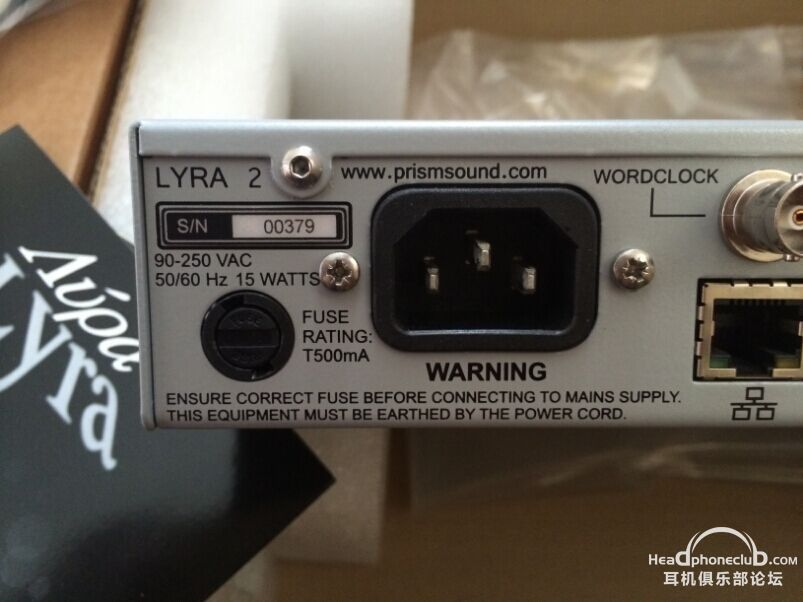 LYRA 2
www.prismsound.com
WORDCLOCK
S/N 00379
90-250 VAC
50/60 Hz 15 WATTS
FUSE
RATING:
T500mA
WARNING
ENSURE CORRECT FUSE BEFORE CONNECTING TO MAINS SUPPLY.
THIS EQUIPMENT MUST BE EARTHED BY THE POWER CORD.
Λύρα
Lyra
HeadphoneclubD.com
耳机俱乐部论坛